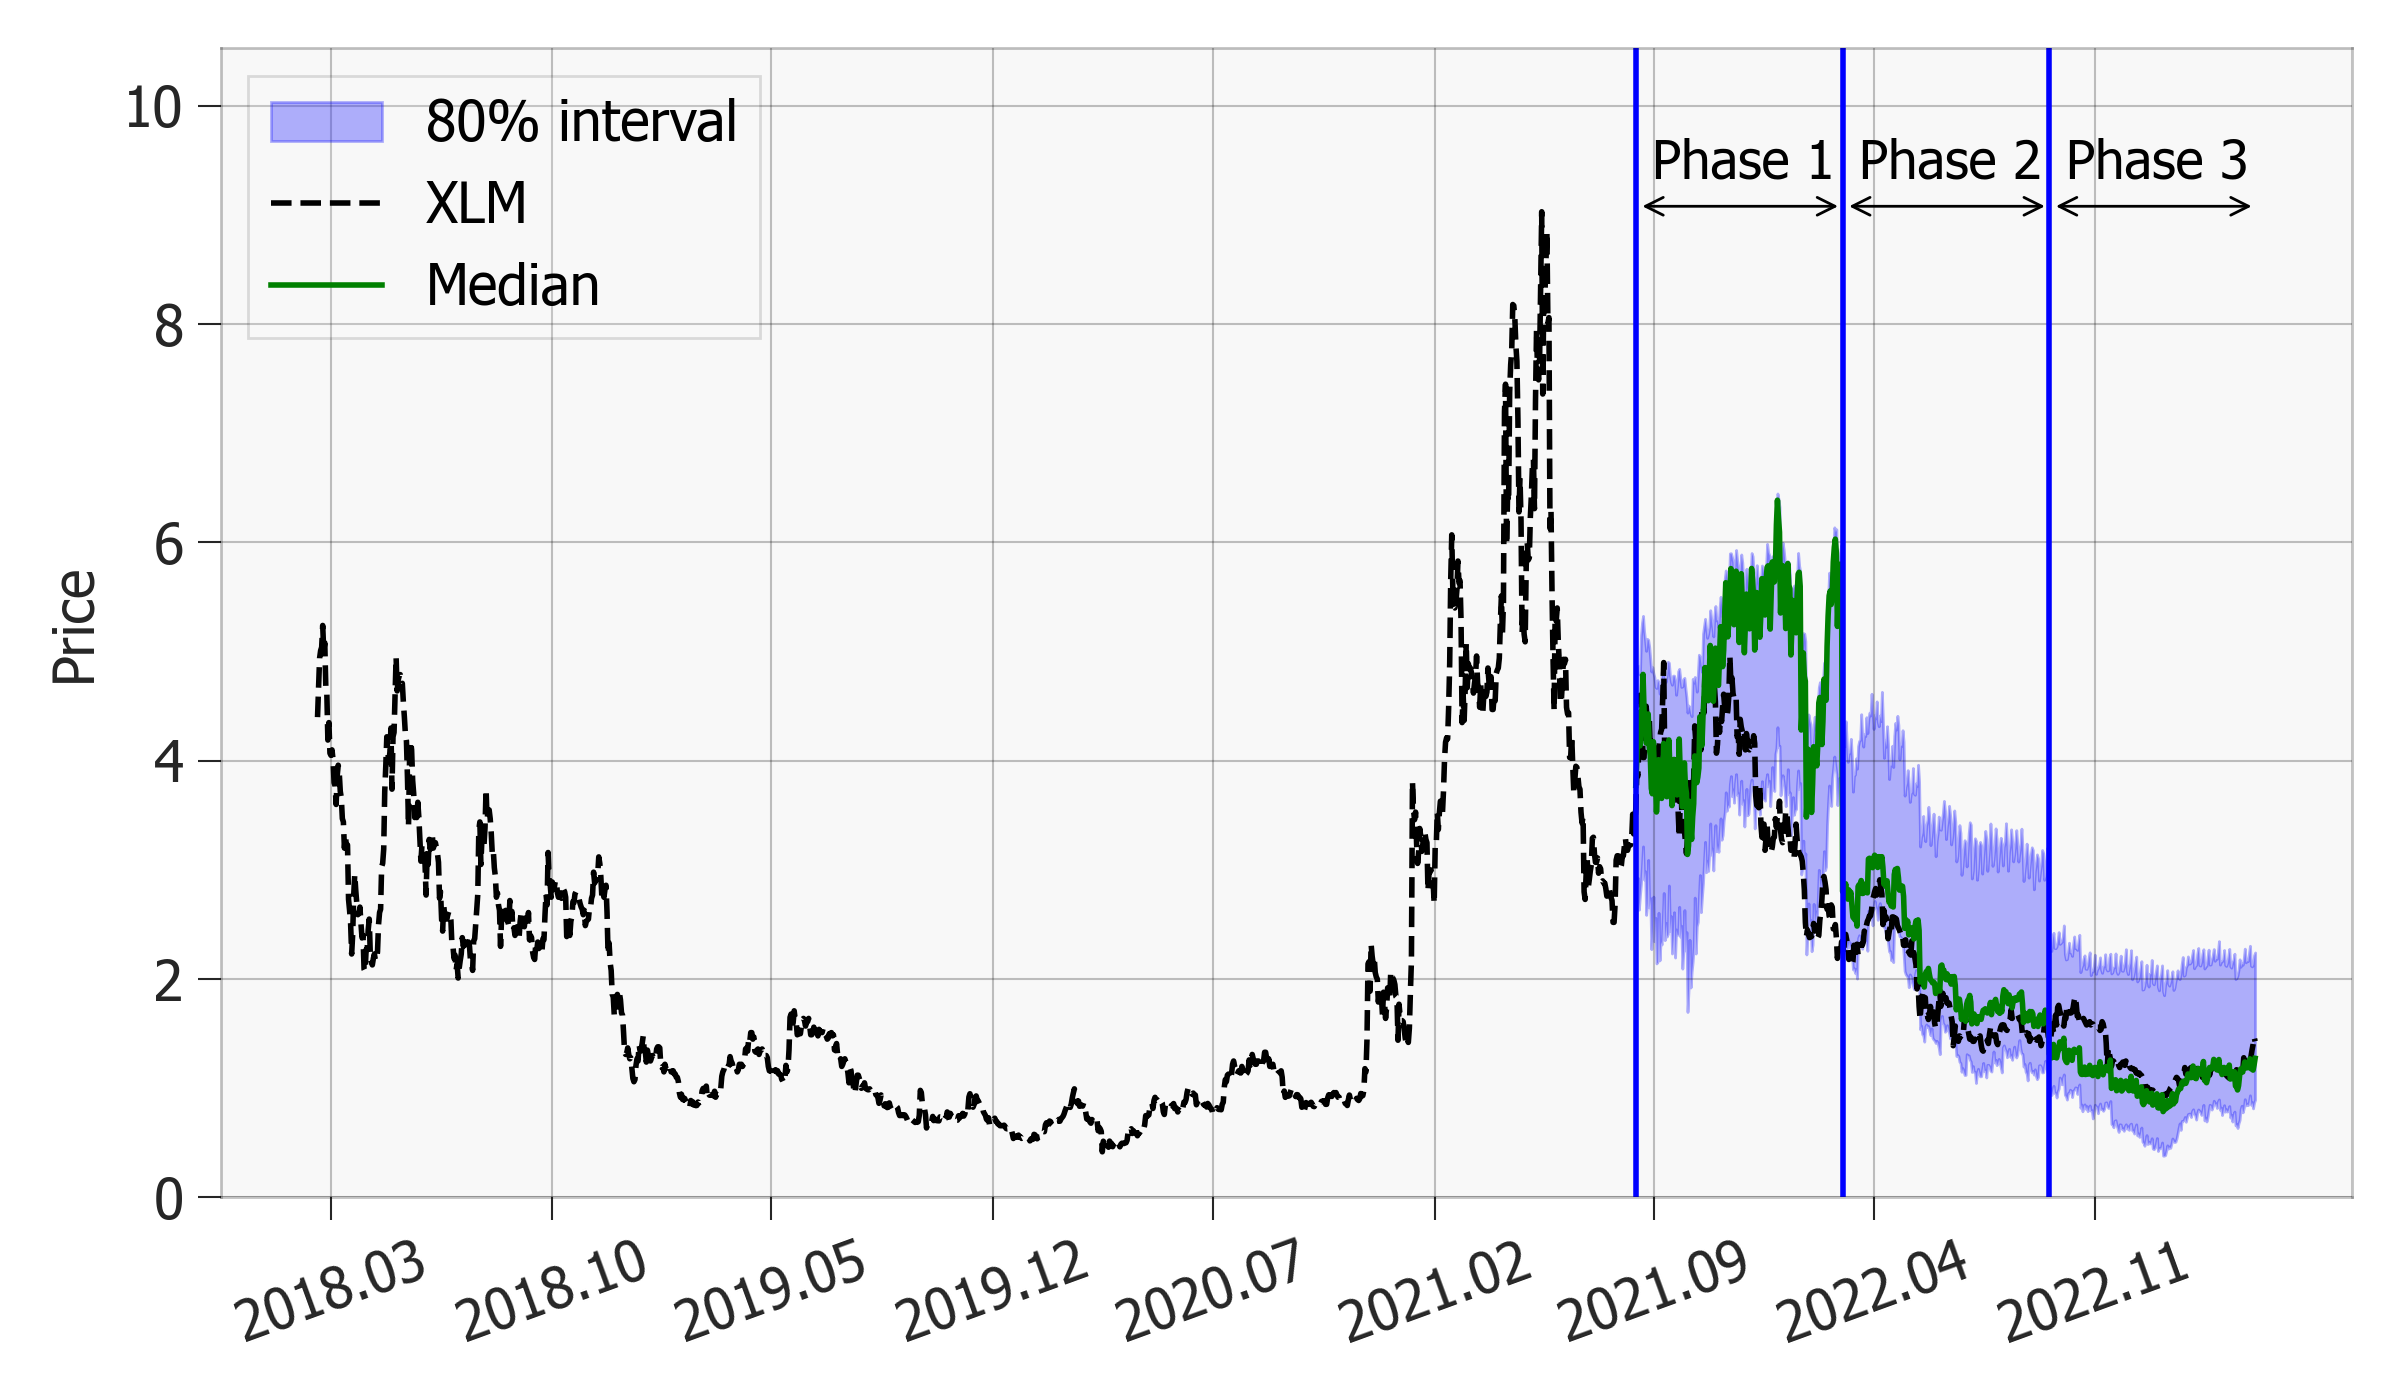 80% interval
XLM
Median
Phase 1
Phase 2
Phase 3
Price
10
8
6
4
2
0
2018.03
2018.10
2019.05
2019.12
2020.07
2021.02
2021.09
2022.04
2022.11